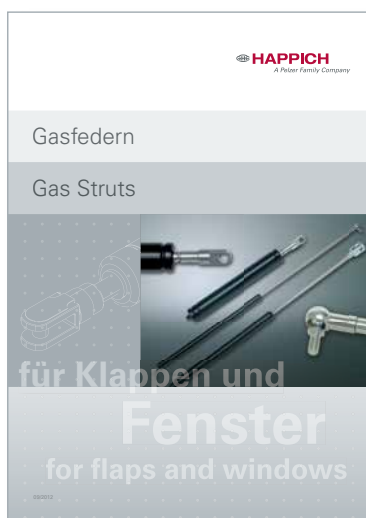 HAPPICH
A Pelzer Family Company
Gasfedern
Gas Struts
für Klappen und
Fenster
for flaps and windows